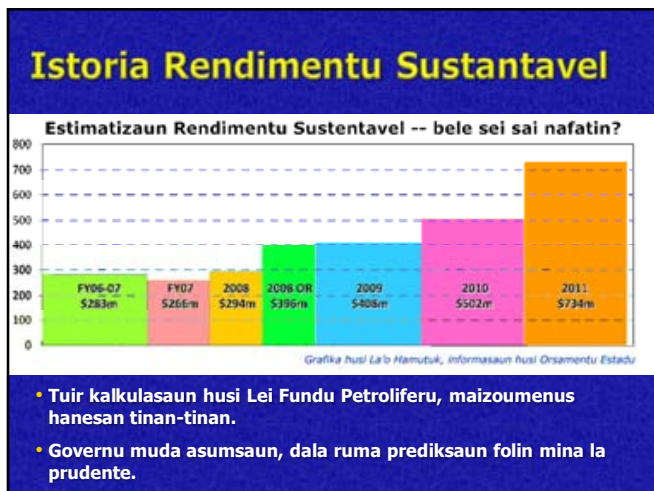 Istoria Rendimentu Sustantavel
Estimatizaun Rendimentu Sustentavel -- bele sei sai nafatin?
800
700
600
500
400
300
200
100
0
FY06-07
$283m
FY07
$266m
2008
$294m
2008 OR
$396m
2009
$408m
2010
$502m
2011
$734m
Grafika husi La'o Hamutuk, informasaun husi Orsamentu Estadu
• Tuir kalkulasaun husi Lei Fundu Petroliferu, maizoumenus
hanesan tinan-tinan.
• Governu muda asumsaun, dala ruma prediksaun folin mina la
prudente.